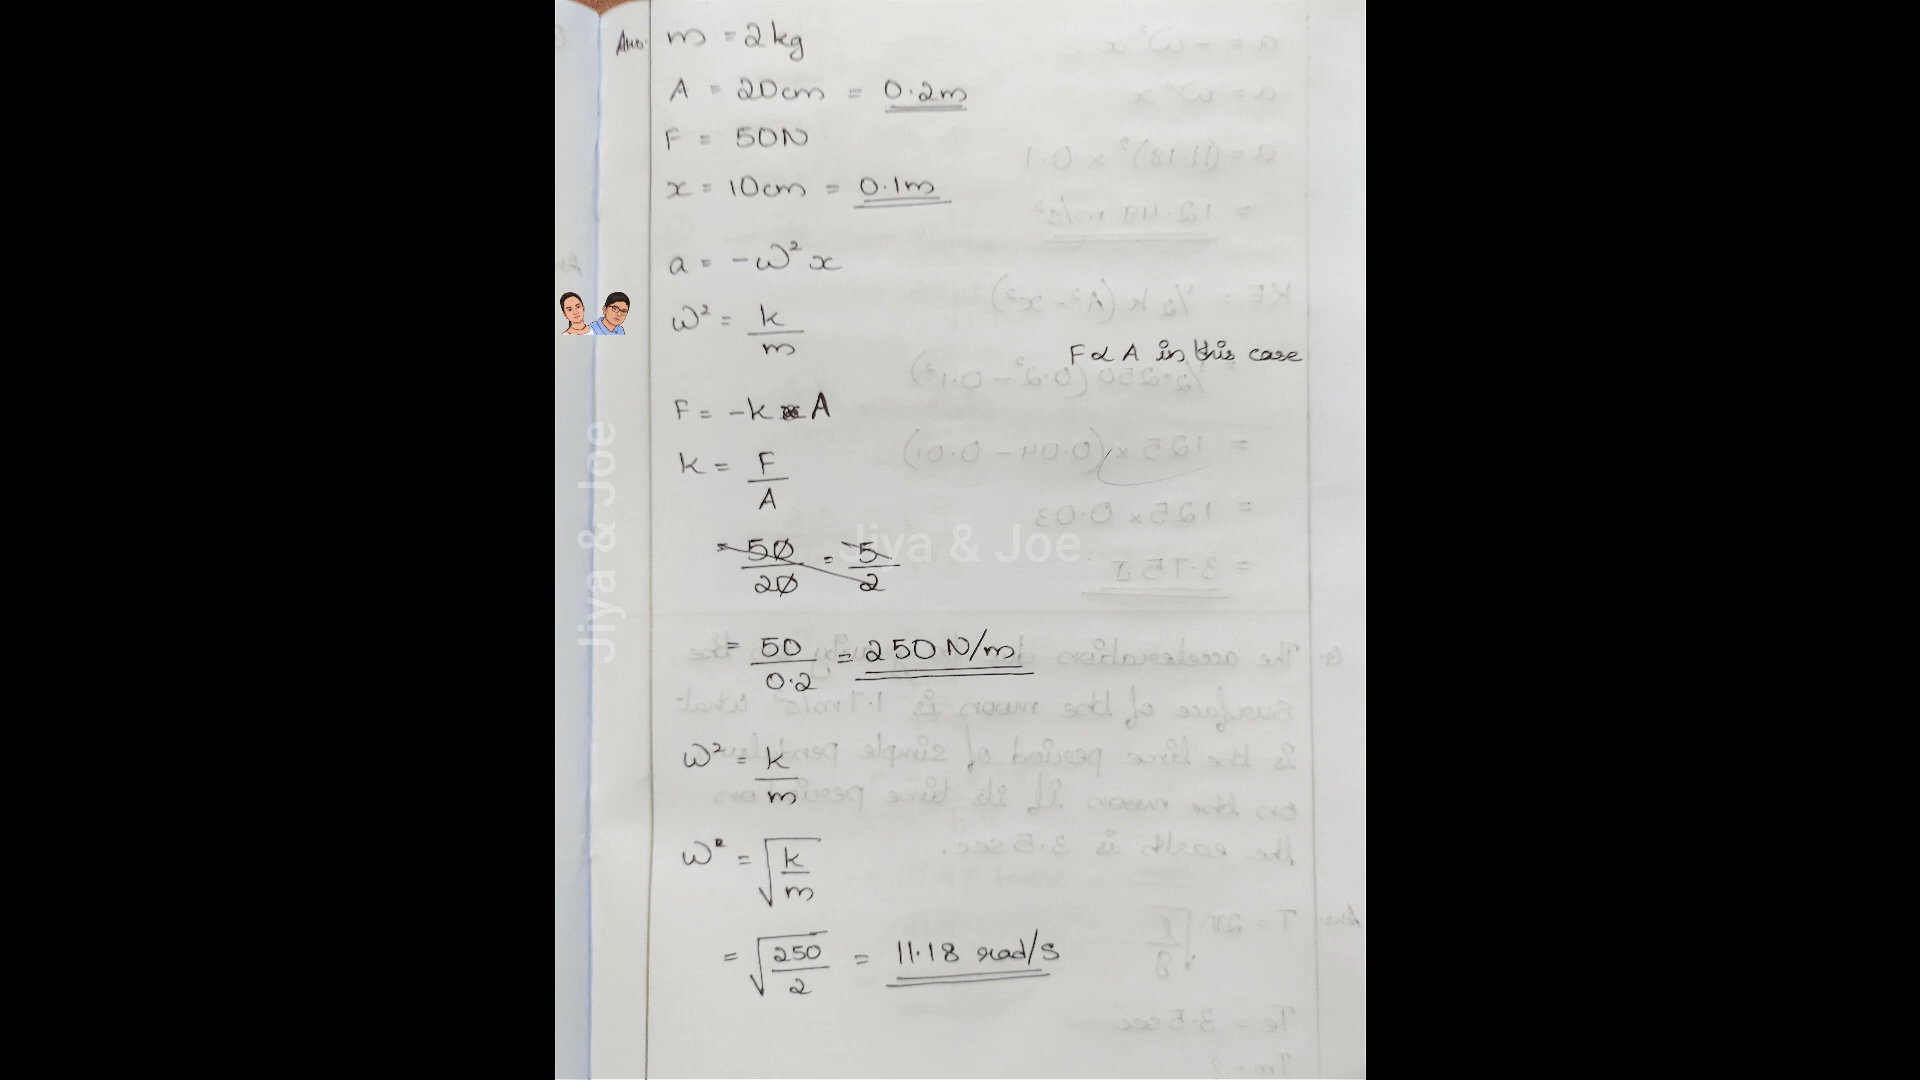 Ans. m = 2kg
A = 20cm = 0.2m
F = 50N
x = 10cm = 0.1m
a = -ω² x
ω² = k/m
F α A in this case
F = -k A
k = F/A
= 50/20 = 5/2
= 50/0.2 = 250 N/m
ω² = k/m
ω = √k/m
= √250/2 = 11.18 rad/s
Jiya & Joe
Jiya & Joe